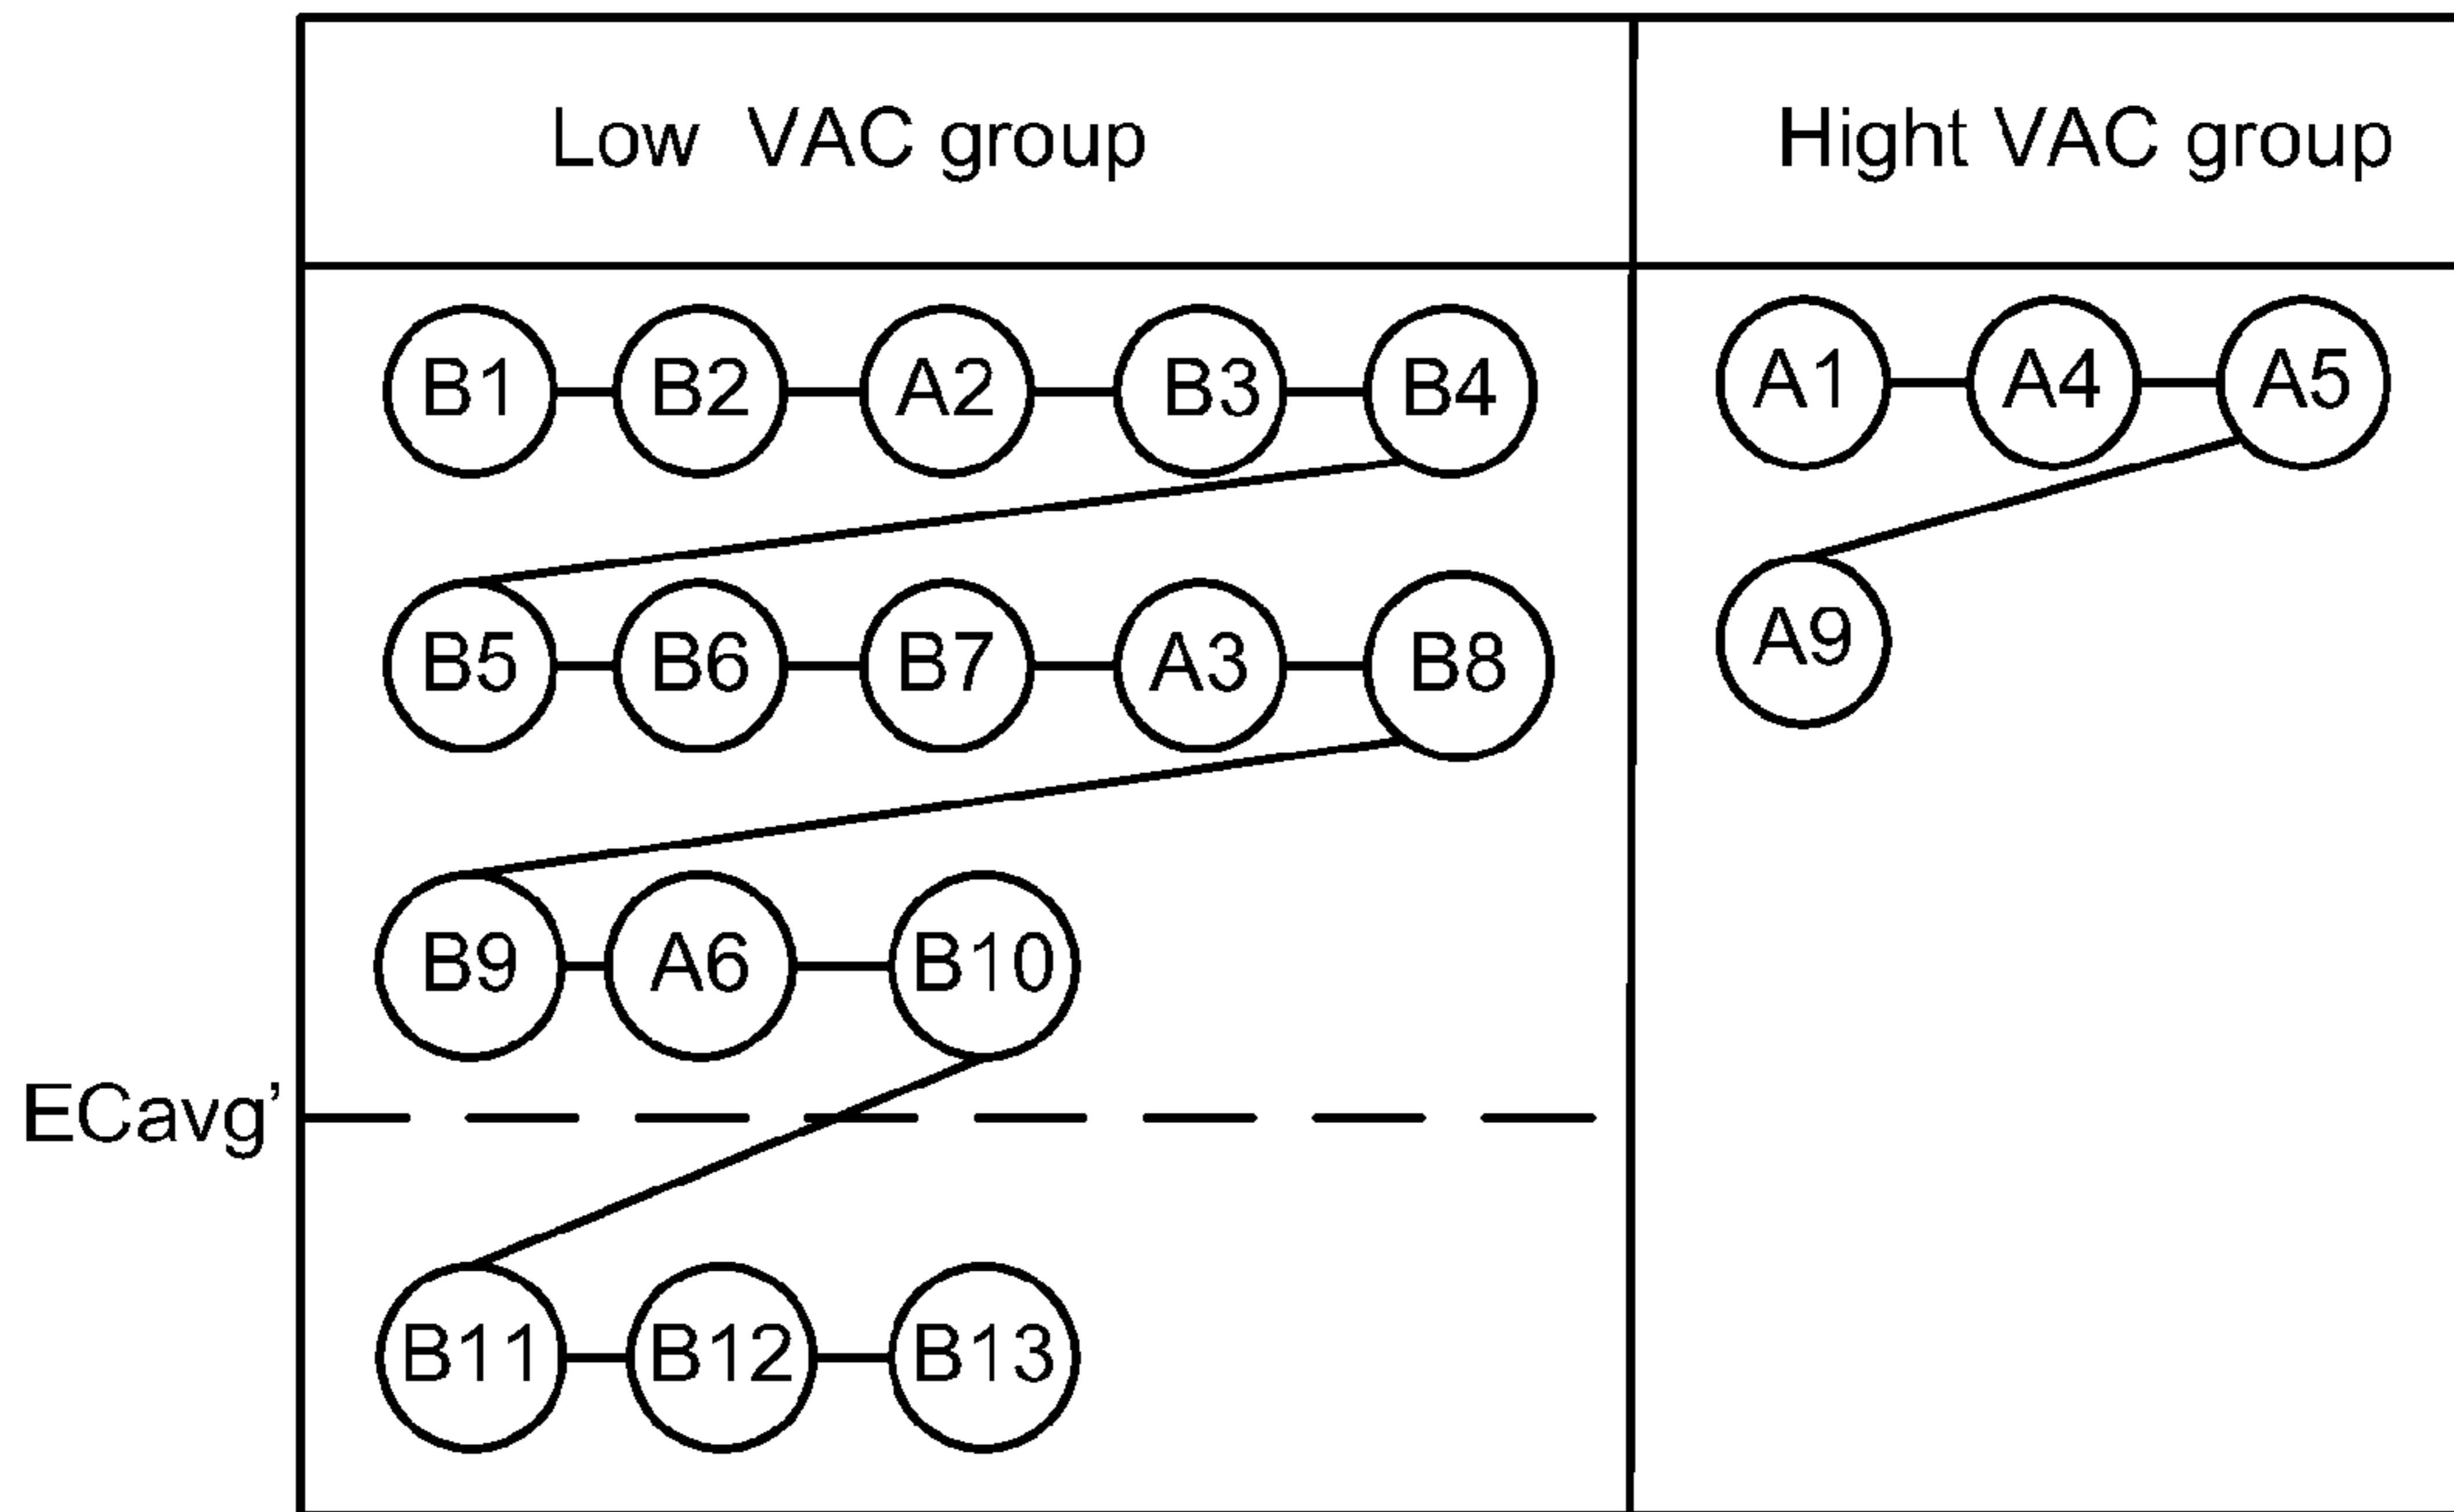 Low VAC group
Hight VAC group
B1 B2 A2 B3 B4
A1 A4 A5
B5 B6 B7 A3 B8
A9
B9 A6 B10
ECavg’
B11 B12 B13